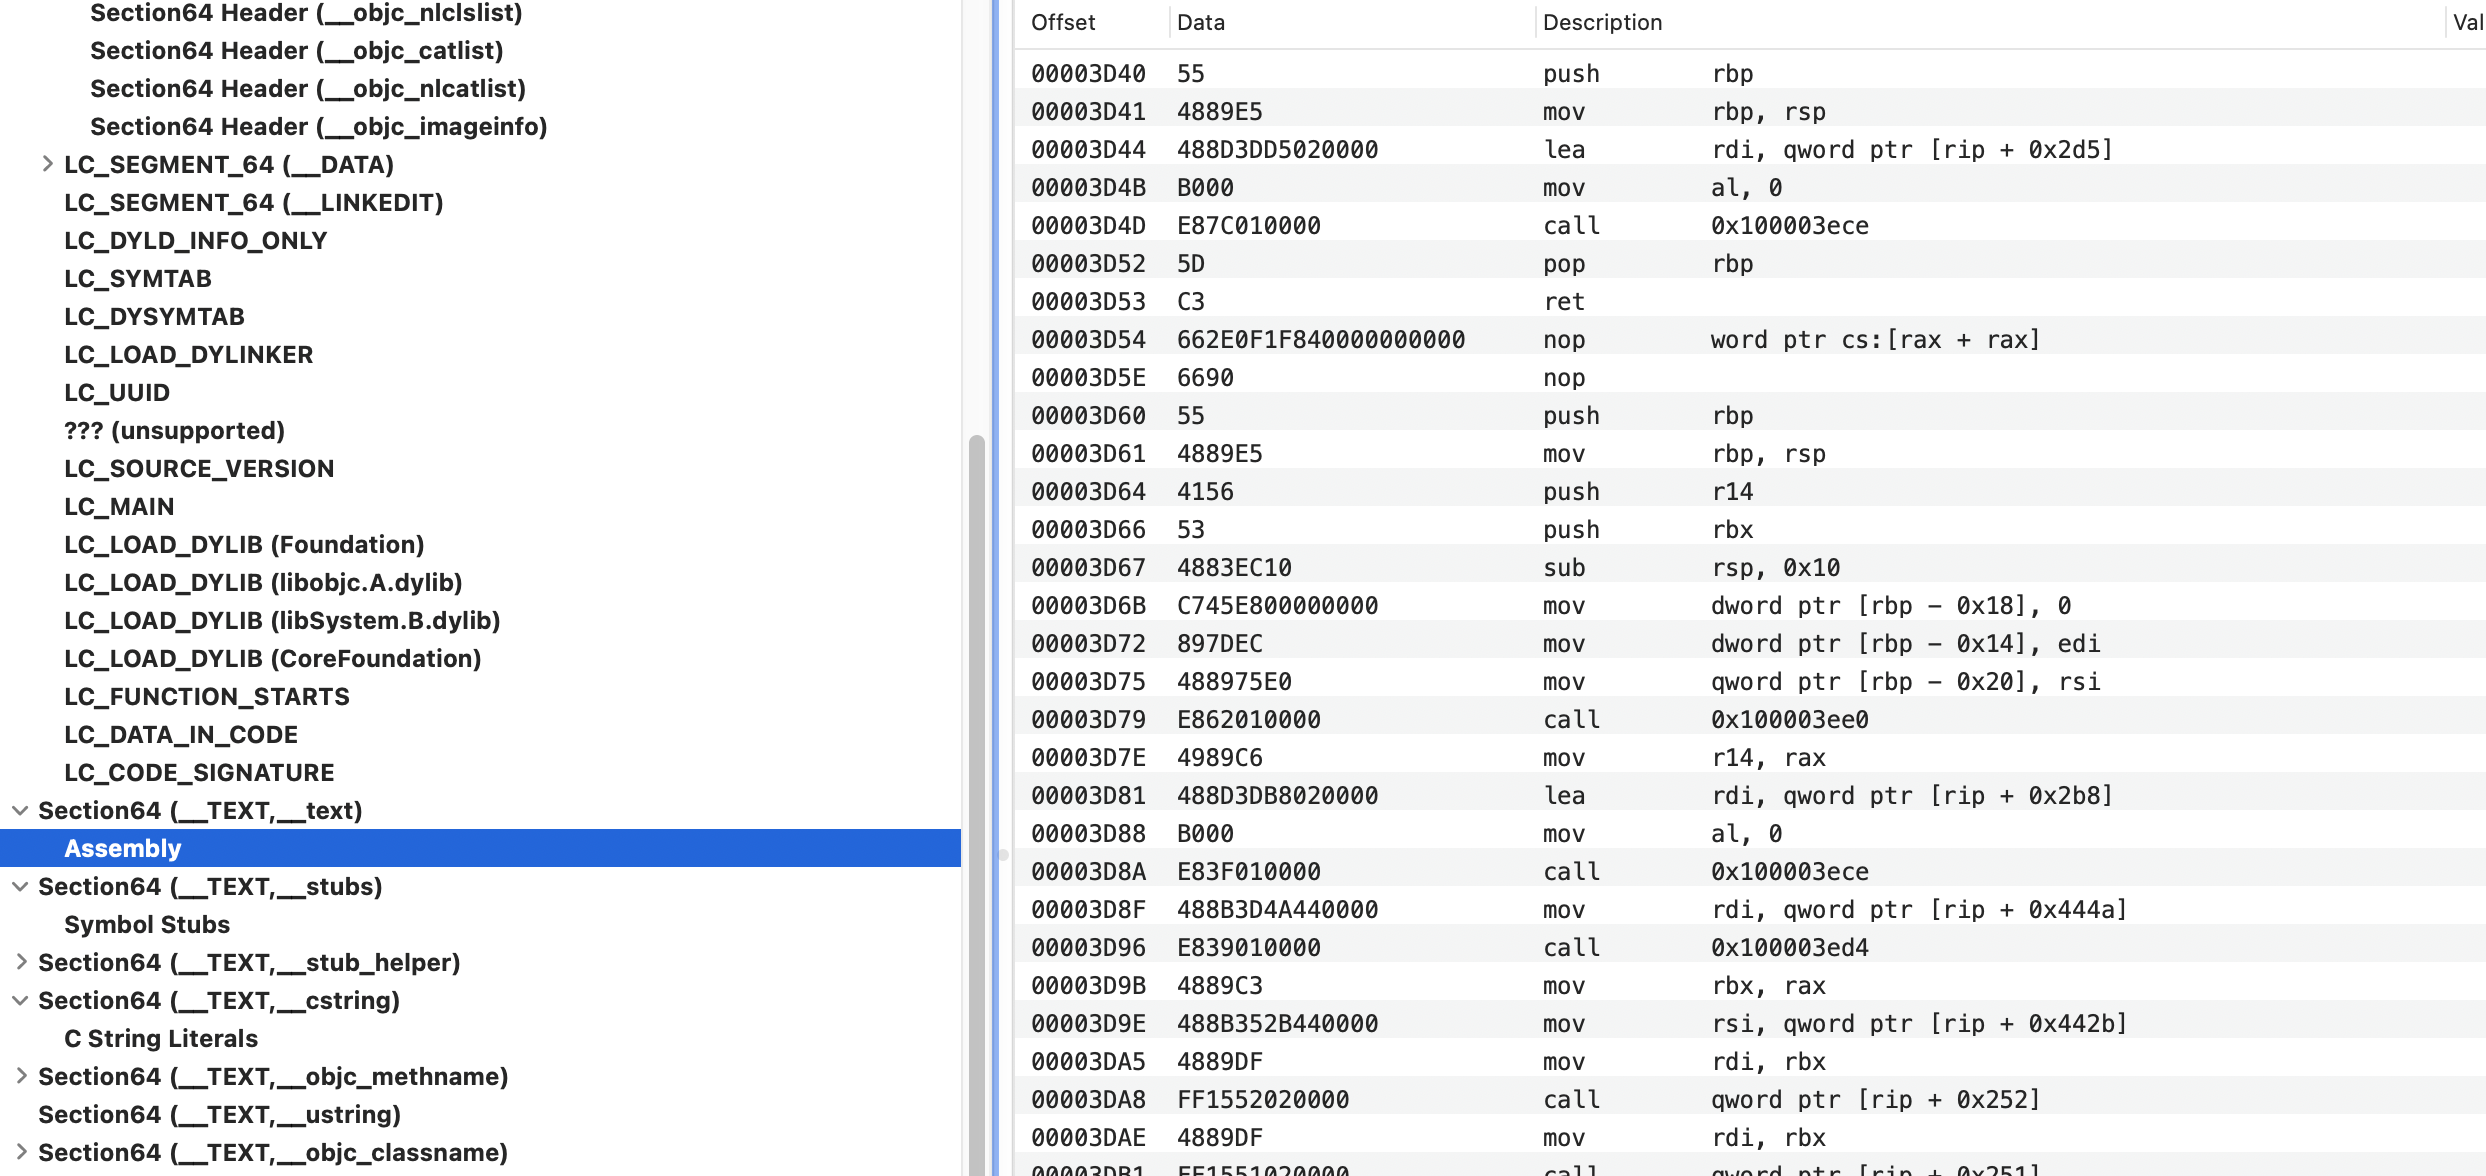 Section64 Header (__objc_nlclslist)
Section64 Header (__objc_catlist)
Section64 Header (__objc_nlcatlist)
Section64 Header (__objc_imageinfo)
LC_SEGMENT_64 (__DATA)
LC_SEGMENT_64 (__LINKEDIT)
LC_DYLD_INFO_ONLY
LC_SYMTAB
LC_DYSYMTAB
LC_LOAD_DYLINKER
LC_UUID
??? (unsupported)
LC_SOURCE_VERSION
LC_MAIN
LC_LOAD_DYLIB (Foundation)
LC_LOAD_DYLIB (libobjc.A.dylib)
LC_LOAD_DYLIB (libSystem.B.dylib)
LC_LOAD_DYLIB (CoreFoundation)
LC_FUNCTION_STARTS
LC_DATA_IN_CODE
LC_CODE_SIGNATURE
Section64 (__TEXT,__text)
Assembly
Section64 (__TEXT,__stubs)
Symbol Stubs
Section64 (__TEXT,__stub_helper)
Section64 (__TEXT,__cstring)
C String Literals
Section64 (__TEXT,__objc_methname)
Section64 (__TEXT,__ustring)
Section64 (__TEXT,__objc_classname)
Offset Data Description Val
00003D40 55 push rbp
00003D41 4889E5 mov rbp, rsp
00003D44 488D3DD5020000 lea rdi, qword ptr [rip + 0x2d5]
00003D4B B000 mov al, 0
00003D4D E87C010000 call 0x100003ece
00003D52 5D pop rbp
00003D53 C3 ret
00003D54 662E0F1F840000000000 nop word ptr cs:[rax + rax]
00003D5E 6690 nop
00003D60 55 push rbp
00003D61 4889E5 mov rbp, rsp
00003D64 4156 push r14
00003D66 53 push rbx
00003D67 4883EC10 sub rsp, 0x10
00003D6B C745E800000000 mov dword ptr [rbp − 0x18], 0
00003D72 897DEC mov dword ptr [rbp − 0x14], edi
00003D75 488975E0 mov qword ptr [rbp − 0x20], rsi
00003D79 E862010000 call 0x100003ee0
00003D7E 4989C6 mov r14, rax
00003D81 488D3DB8020000 lea rdi, qword ptr [rip + 0x2b8]
00003D88 B000 mov al, 0
00003D8A E83F010000 call 0x100003ece
00003D8F 488B3D4A440000 mov rdi, qword ptr [rip + 0x444a]
00003D96 E839010000 call 0x100003ed4
00003D9B 4889C3 mov rbx, rax
00003D9E 488B352B440000 mov rsi, qword ptr [rip + 0x442b]
00003DA5 4889DF mov rdi, rbx
00003DA8 FF1552020000 call qword ptr [rip + 0x252]
00003DAE 4889DF mov rdi, rbx
00003DB1 FF1551020000 call qword ptr [rip + 0x251]